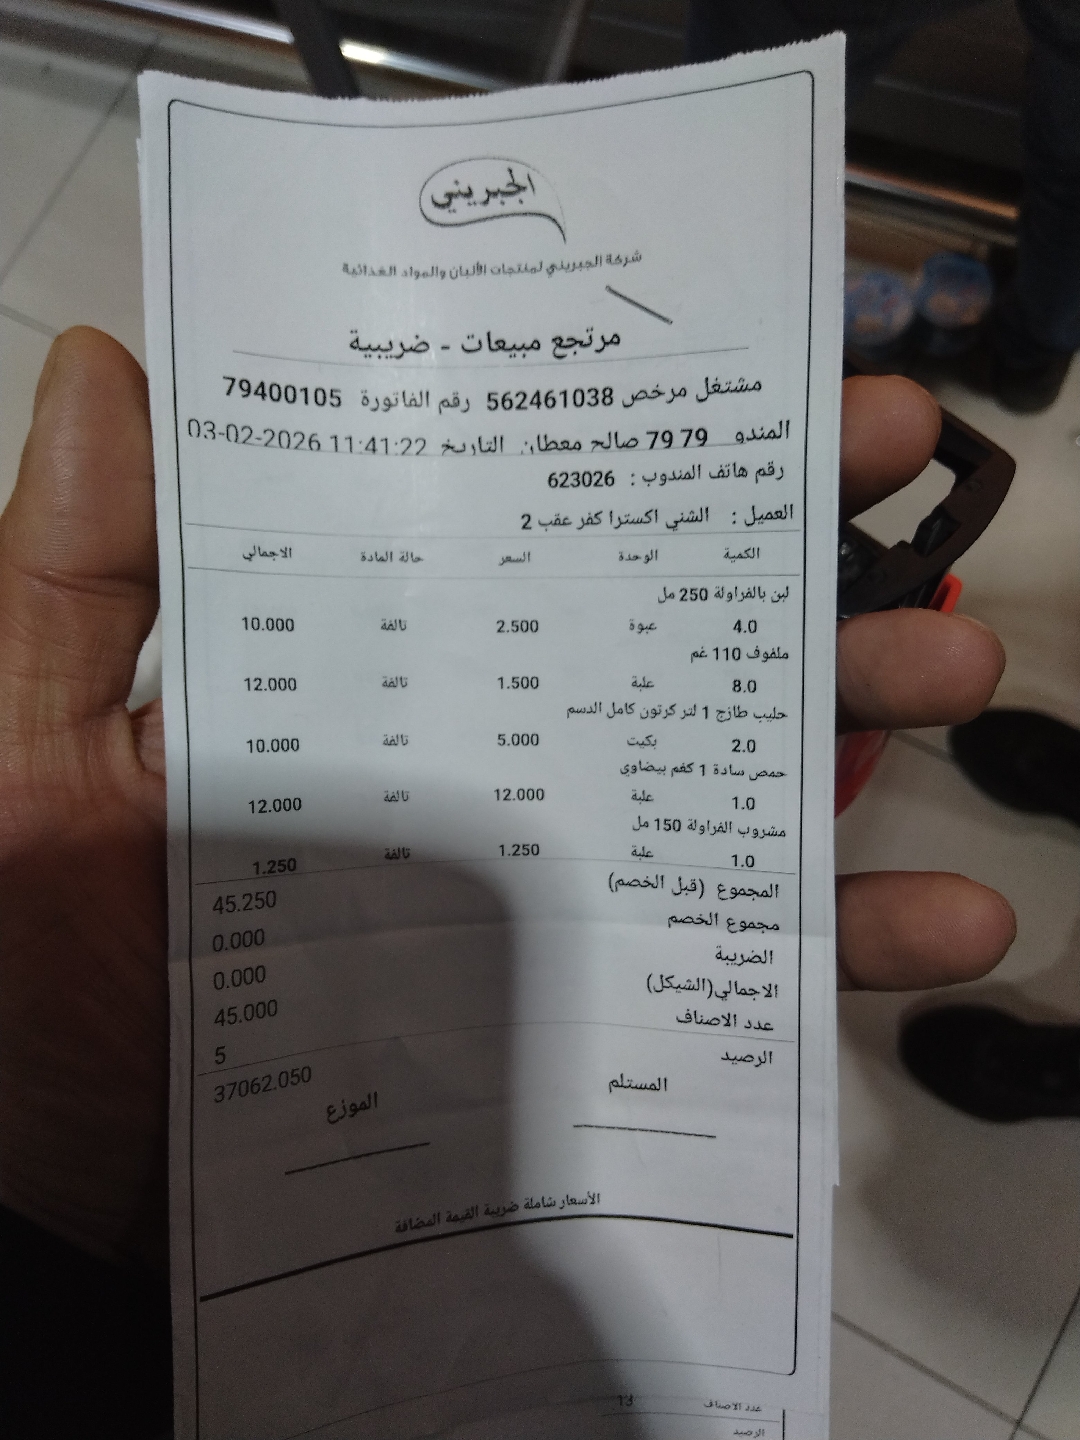 الجبريني
شركة الجبريني لمنتجات الألبان والمواد الغذائية
مرتجع مبيعات - ضريبية
مشتغل مرخص 562461038 رقم الفاتورة 79400105
المندو 79 79 صالح معطان التاريخ 03-02-2026 11:41:22
رقم هاتف المندوب : 623026
العميل : الشني اكسترا كفر عقب 2
الكمية الوحدة السعر حالة المادة الاجمالي
لبن بالفراولة 250 مل
4.0 عبوة 2.500 تالفة 10.000
ملفوف 110 غم
8.0 علبة 1.500 تالفة 12.000
حليب طازج 1 لتر كرتون كامل الدسم
2.0 بكيت 5.000 تالفة 10.000
حمص سادة 1 كغم بيضاوي
1.0 علبة 12.000 تالفة 12.000
مشروب الفراولة 150 مل
1.0 علبة 1.250 تالفة 1.250
المجموع (قبل الخصم) 45.250
مجموع الخصم 0.000
الضريبة 0.000
الاجمالي(الشيكل) 45.000
عدد الاصناف 5
الرصيد 37062.050
المستلم الموزع
الأسعار شاملة ضريبة القيمة المضافة
عدد الاصناف 13
الرصيد